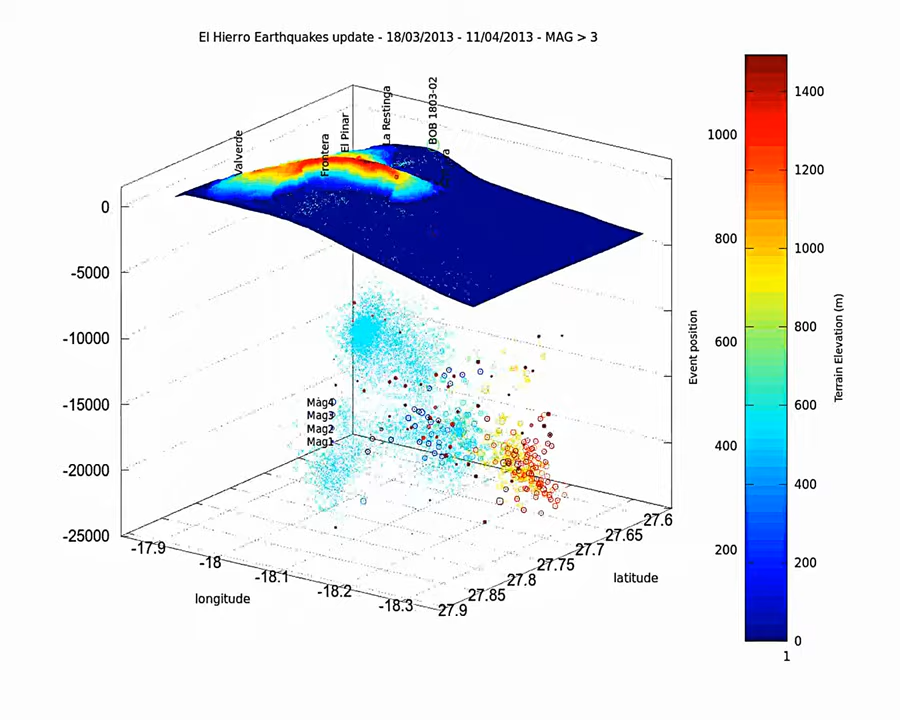 El Hierro Earthquakes update - 18/03/2013 - 11/04/2013 - MAG > 3
BOB 1803-02
La Restinga
El Pinar
Frontera
Valverde
0
-5000
-10000
-15000
-20000
-25000
Mag4
Mag3
Mag2
Mag1
-17.9
-18
-18.1
-18.2
-18.3
longitude
27.6
27.65
27.7
27.75
27.8
27.85
27.9
latitude
Event position
1000
800
600
400
200
1400
1200
1000
800
600
400
200
0
1
Terrain Elevation (m)